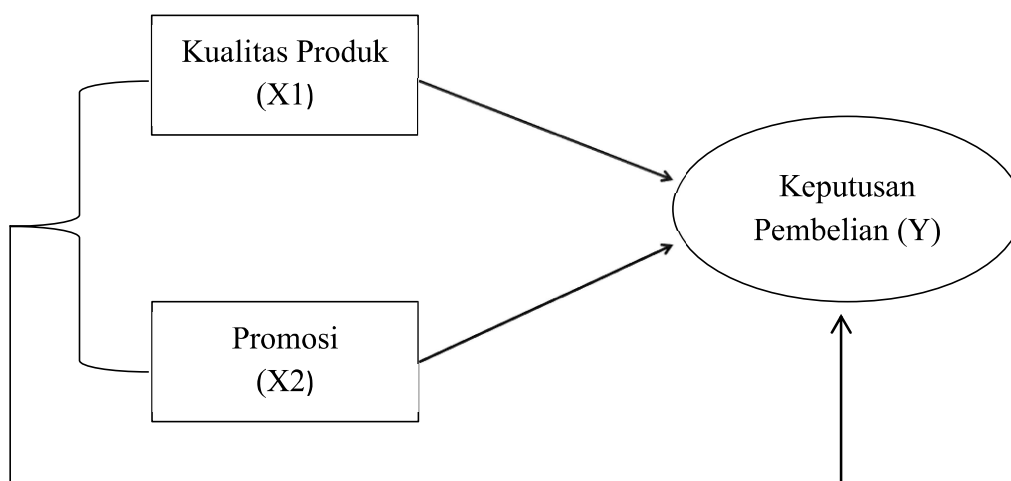 Kualitas Produk
(X1)
Keputusan
Pembelian (Y)
Promosi
(X2)